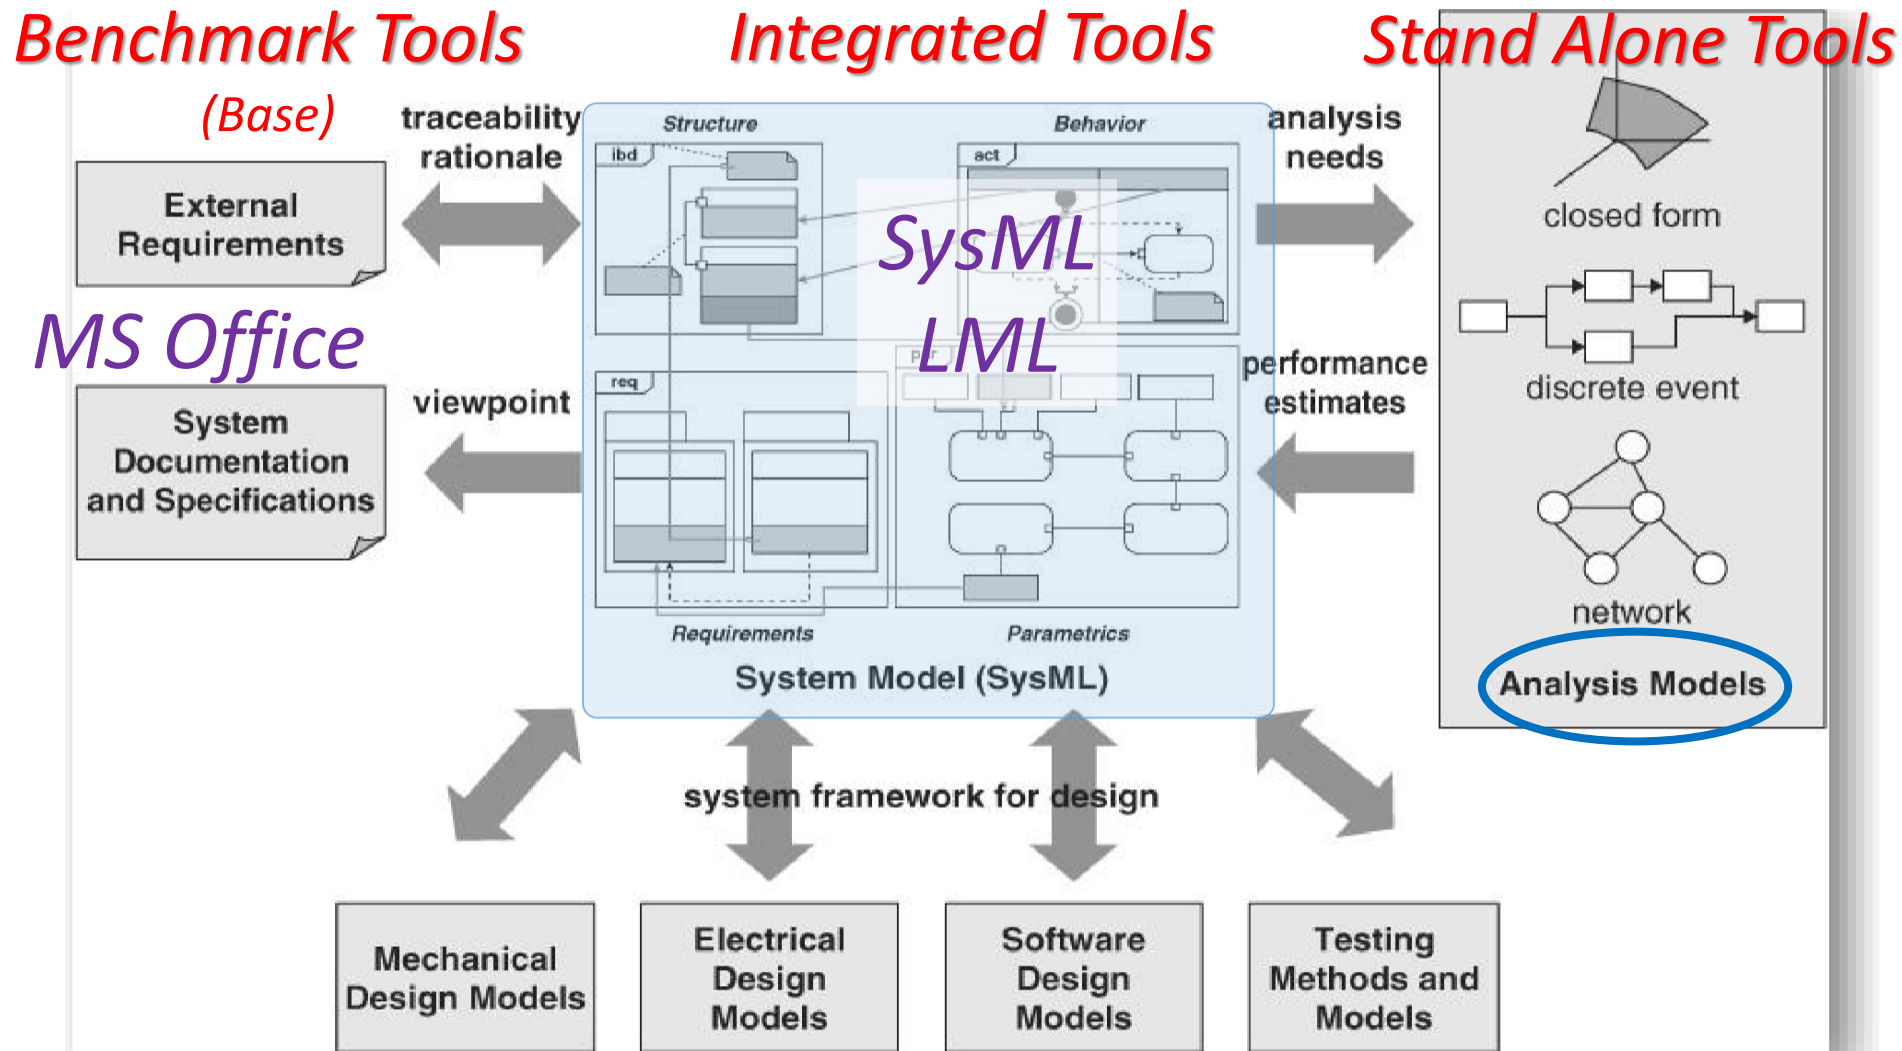 Benchmark Tools
(Base)
Integrated Tools
Stand Alone Tools
traceability
rationale
External
Requirements
MS Office
viewpoint
System
Documentation
and Specifications
Structure
Behavior
ibd
act
SysML
LML
par
req
Requirements
Parametrics
System Model (SysML)
analysis
needs
performance
estimates
closed form
discrete event
network
Analysis Models
system framework for design
Mechanical
Design Models
Electrical
Design
Models
Software
Design
Models
Testing
Methods and
Models